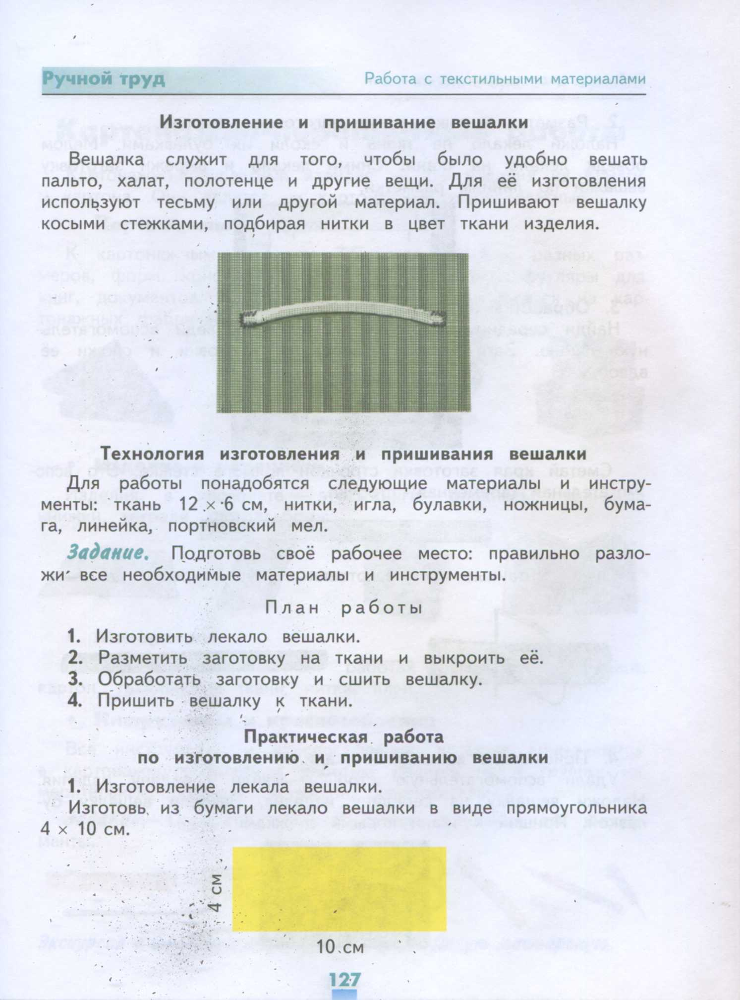 Ручной труд
Работа с текстильными материалами
Изготовление и пришивание вешалки
Вешалка служит для того, чтобы было удобно вешать
пальто, халат, полотенце и другие вещи. Для её изготовления
используют тесьму или другой материал. Пришивают вешалку
косыми стежками, подбирая нитки в цвет ткани изделия.
Технология изготовления и пришивания вешалки
Для работы понадобятся следующие материалы и инстру-
менты: ткань 12 × 6 см, нитки, игла, булавки, ножницы, бума-
га, линейка, портновский мел.
Задание. Подготовь своё рабочее место: правильно разло-
жи все необходимые материалы и инструменты.
План работы
1. Изготовить лекало вешалки.
2. Разметить заготовку на ткани и выкроить её.
3. Обработать заготовку и сшить вешалку.
4. Пришить вешалку к ткани.
Практическая работа
по изготовлению и пришиванию вешалки
1. Изготовление лекала вешалки.
Изготовь из бумаги лекало вешалки в виде прямоугольника
4 × 10 см.
4 см
10 см
127